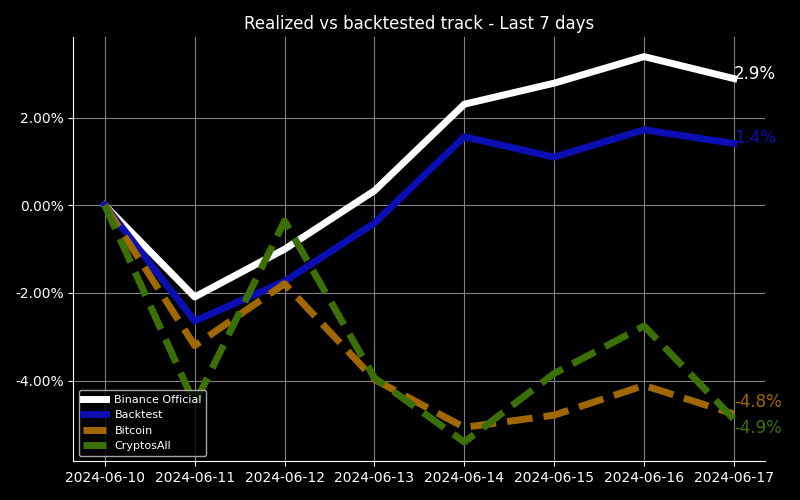 Realized vs backtested track - Last 7 days
2.9%
2.00%
1.4%
0.00%
-2.00%
-4.00%
Binance Official
Backtest
Bitcoin
CryptosAll
-4.8%
-4.9%
2024-06-10 2024-06-11 2024-06-12 2024-06-13 2024-06-14 2024-06-15 2024-06-16 2024-06-17